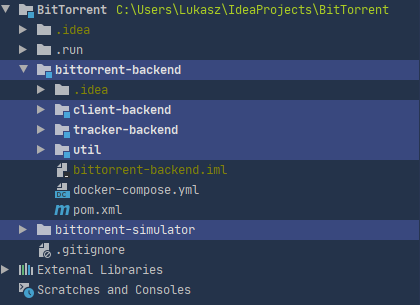 BitTorrent C:\Users\Lukasz\IdeaProjects\BitTorrent
.idea
.run
bittorrent-backend
.idea
client-backend
tracker-backend
util
bittorrent-backend.iml
DC docker-compose.yml
m pom.xml
bittorrent-simulator
.gitignore
External Libraries
Scratches and Consoles